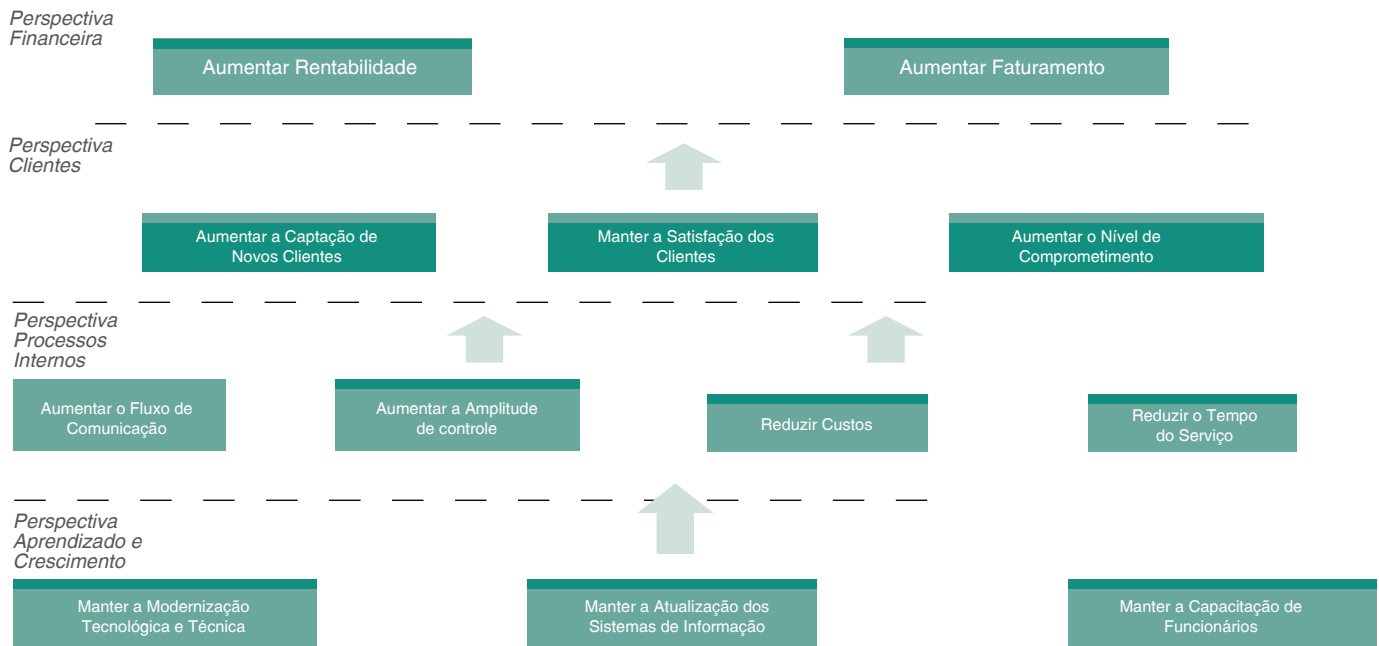 Perspectiva
Financeira
Aumentar Rentabilidade
Aumentar Faturamento
Perspectiva
Clientes
Aumentar a Captação de
Novos Clientes
Manter a Satisfação dos
Clientes
Aumentar o Nível de
Comprometimento
Perspectiva
Processos
Internos
Aumentar o Fluxo de
Comunicação
Aumentar a Amplitude
de controle
Reduzir Custos
Reduzir o Tempo
do Serviço
Perspectiva
Aprendizado e
Crescimento
Manter a Modernização
Tecnológica e Técnica
Manter a Atualização dos
Sistemas de Informação
Manter a Capacitação de
Funcionários